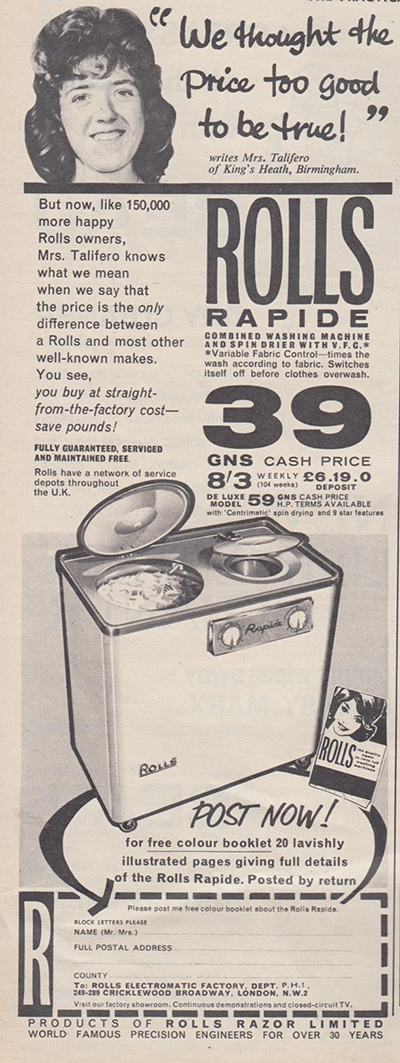 “We thought the
price too good
to be true!”
writes Mrs. Talifero
of King's Heath, Birmingham.
But now, like 150,000
more happy
Rolls owners,
Mrs. Talifero knows
what we mean
when we say that
the price is the only
difference between
a Rolls and most other
well-known makes.
You see,
you buy at straight-
from-the-factory cost—
save pounds!
FULLY GUARANTEED, SERVICED
AND MAINTAINED FREE.
Rolls have a network of service
depots throughout
the U.K.
ROLLS
RAPIDE
COMBINED WASHING MACHINE
AND SPIN DRIER WITH V.F.C.*
*Variable Fabric Control—times the
wash according to fabric. Switches
itself off before clothes overwash.
39
GNS CASH PRICE
8/3 WEEKLY (104 weeks) £6.19.0 DEPOSIT
DE LUXE MODEL 59 GNS CASH PRICE H.P. TERMS AVAILABLE
with 'Centrimatic' spin drying and 9 star features
Rapide
ROLLS
ROLLS
POST NOW!
for free colour booklet 20 lavishly
illustrated pages giving full details
of the Rolls Rapide. Posted by return
R
Please post me free colour booklet about the Rolls Rapide.
BLOCK LETTERS PLEASE
NAME (Mr. Mrs.)
FULL POSTAL ADDRESS
COUNTY
To: ROLLS ELECTROMATIC FACTORY, DEPT. P.H.1.
249-289 CRICKLEWOOD BROADWAY, LONDON, N.W.2
Visit our factory showroom. Continuous demonstrations and closed-circuit TV.
PRODUCTS OF ROLLS RAZOR LIMITED
WORLD FAMOUS PRECISION ENGINEERS FOR OVER 30 YEARS